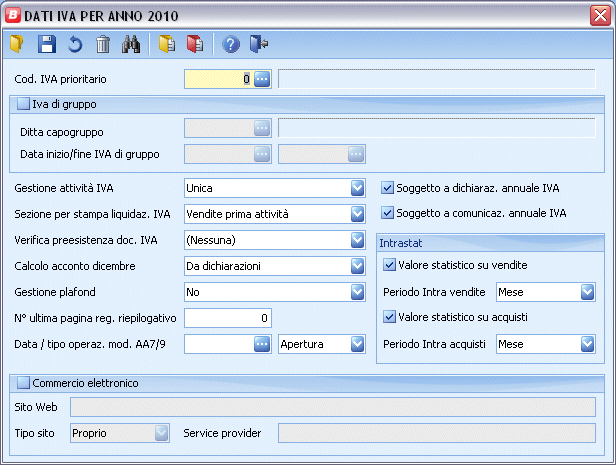 B DATI IVA PER ANNO 2010
Cod. IVA prioritario 0 ...
Iva di gruppo
Ditta capogruppo ...
Data inizio/fine IVA di gruppo ... ...
Gestione attività IVA Unica
Soggetto a dichiaraz. annuale IVA
Sezione per stampa liquidaz. IVA Vendite prima attività
Soggetto a comunicaz. annuale IVA
Verifica preesistenza doc. IVA (Nessuna)
Intrastat
Calcolo acconto dicembre Da dichiarazioni
Valore statistico su vendite
Gestione plafond No
Periodo Intra vendite Mese
N° ultima pagina reg. riepilogativo 0
Valore statistico su acquisti
Data / tipo operaz. mod. AA7/9 ... Apertura
Periodo Intra acquisti Mese
Commercio elettronico
Sito Web
Tipo sito Proprio Service provider